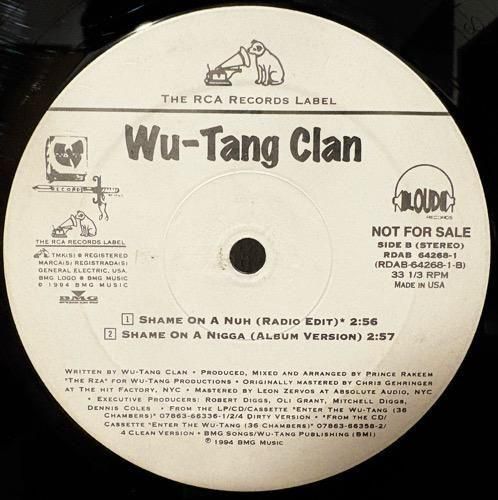 The RCA Records Label
Wu-Tang Clan
RECORDS
The RCA Records Label
TMK(S) ® Registered
Marca(s) Registrada(s)
General Electric, USA.
BMG Logo ® BMG Music
© 1994 BMG Music
BMG
LOUD
RECORDS
NOT FOR SALE
SIDE B (STEREO)
RDAB 64268-1
(RDAB-64268-1-B)
33 1/3 RPM
Made in USA
1 Shame On A Nuh (Radio Edit)* 2:56
2 Shame On A Nigga (Album Version) 2:57
Written by Wu-Tang Clan • Produced, Mixed and Arranged by Prince Rakeem
"The Rza" for Wu-Tang Productions • Originally mastered by Chris Gehringer
at The Hit Factory, NYC • Mastered by Leon Zervos at Absolute Audio, NYC
• Executive Producers: Robert Diggs, Oli Grant, Mitchell Diggs,
Dennis Coles • From the LP/CD/Cassette "Enter The Wu-Tang (36
Chambers)" 07863-66336-1/2/4 Dirty Version • *From the CD/
Cassette "Enter The Wu-Tang (36 Chambers)" 07863-66358-2/
4 Clean Version • BMG Songs/Wu-Tang Publishing (BMI)
℗ 1994 BMG Music